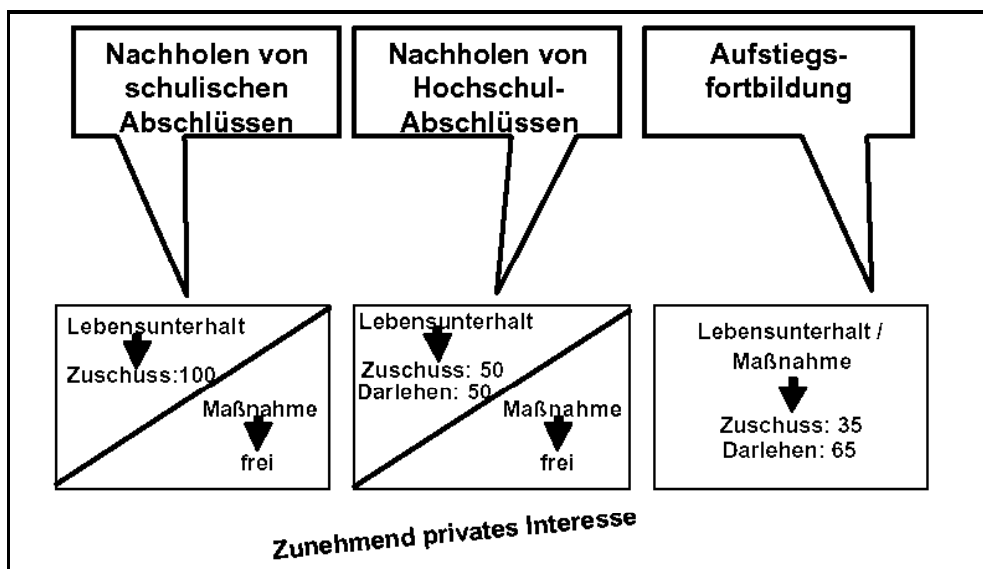 Nachholen von
schulischen
Abschlüssen
Nachholen von
Hochschul-
Abschlüssen
Aufstiegs-
fortbildung
Lebensunterhalt
Zuschuss:100
Maßnahme
frei
Lebensunterhalt
Zuschuss: 50
Darlehen: 50
Maßnahme
frei
Lebensunterhalt /
Maßnahme
Zuschuss: 35
Darlehen: 65
Zunehmend privates Interesse